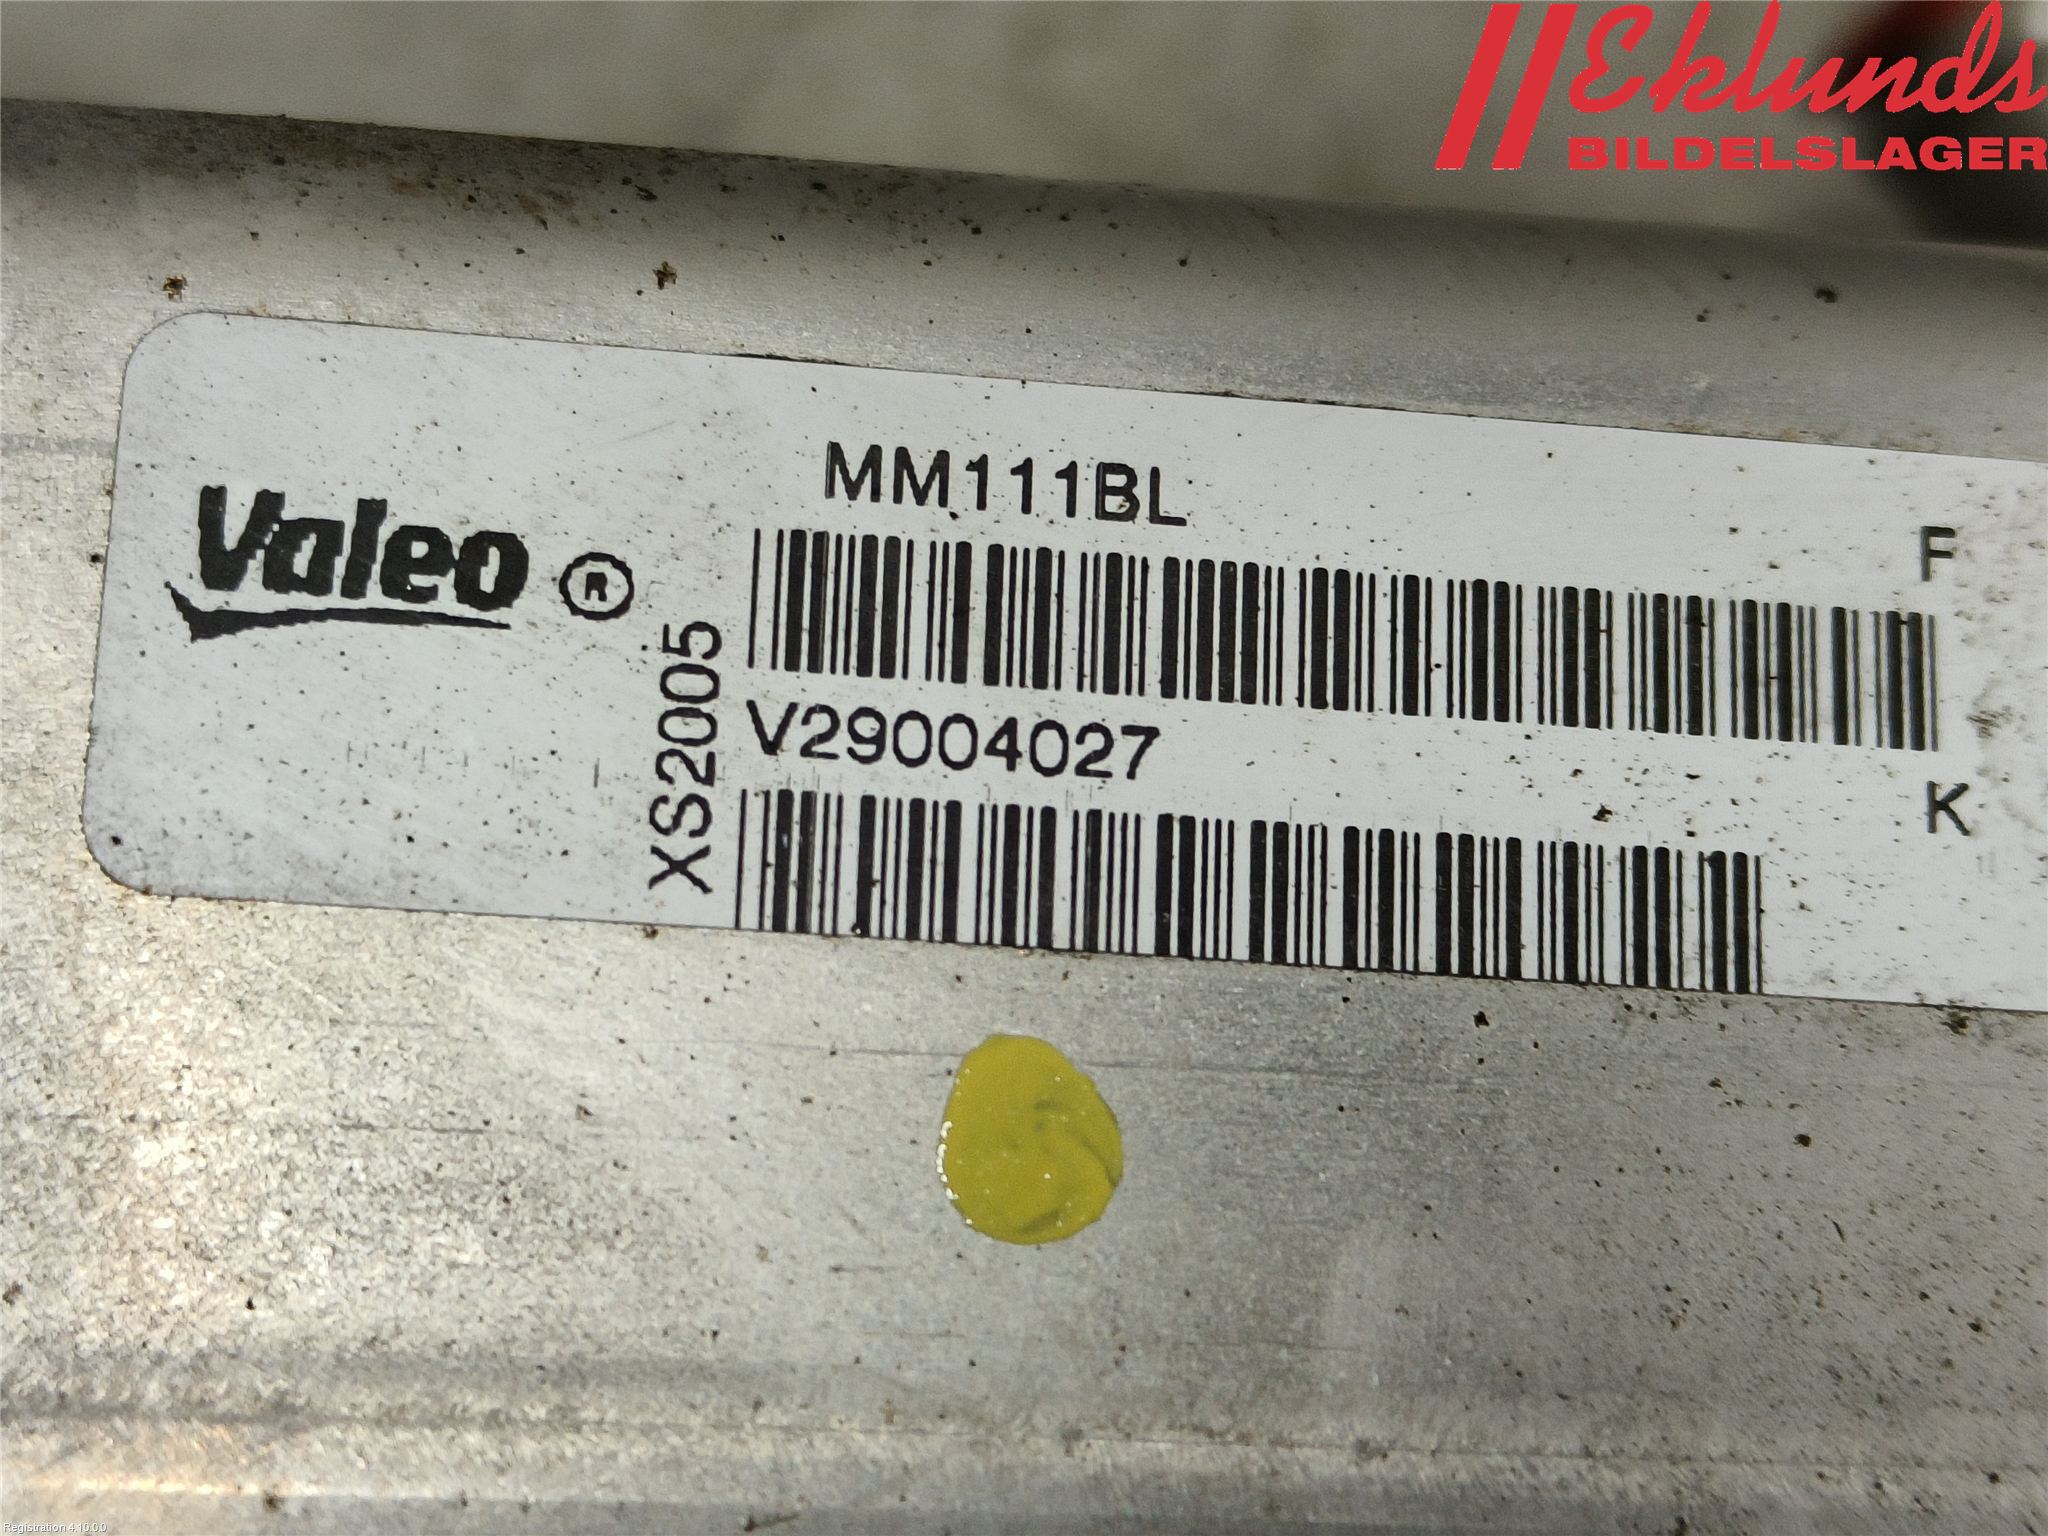 Eklunds
BILDELSLAGER
MM111BL
F
Valeo ®
XS2005
V29004027
K
Registration 4.10.0.0